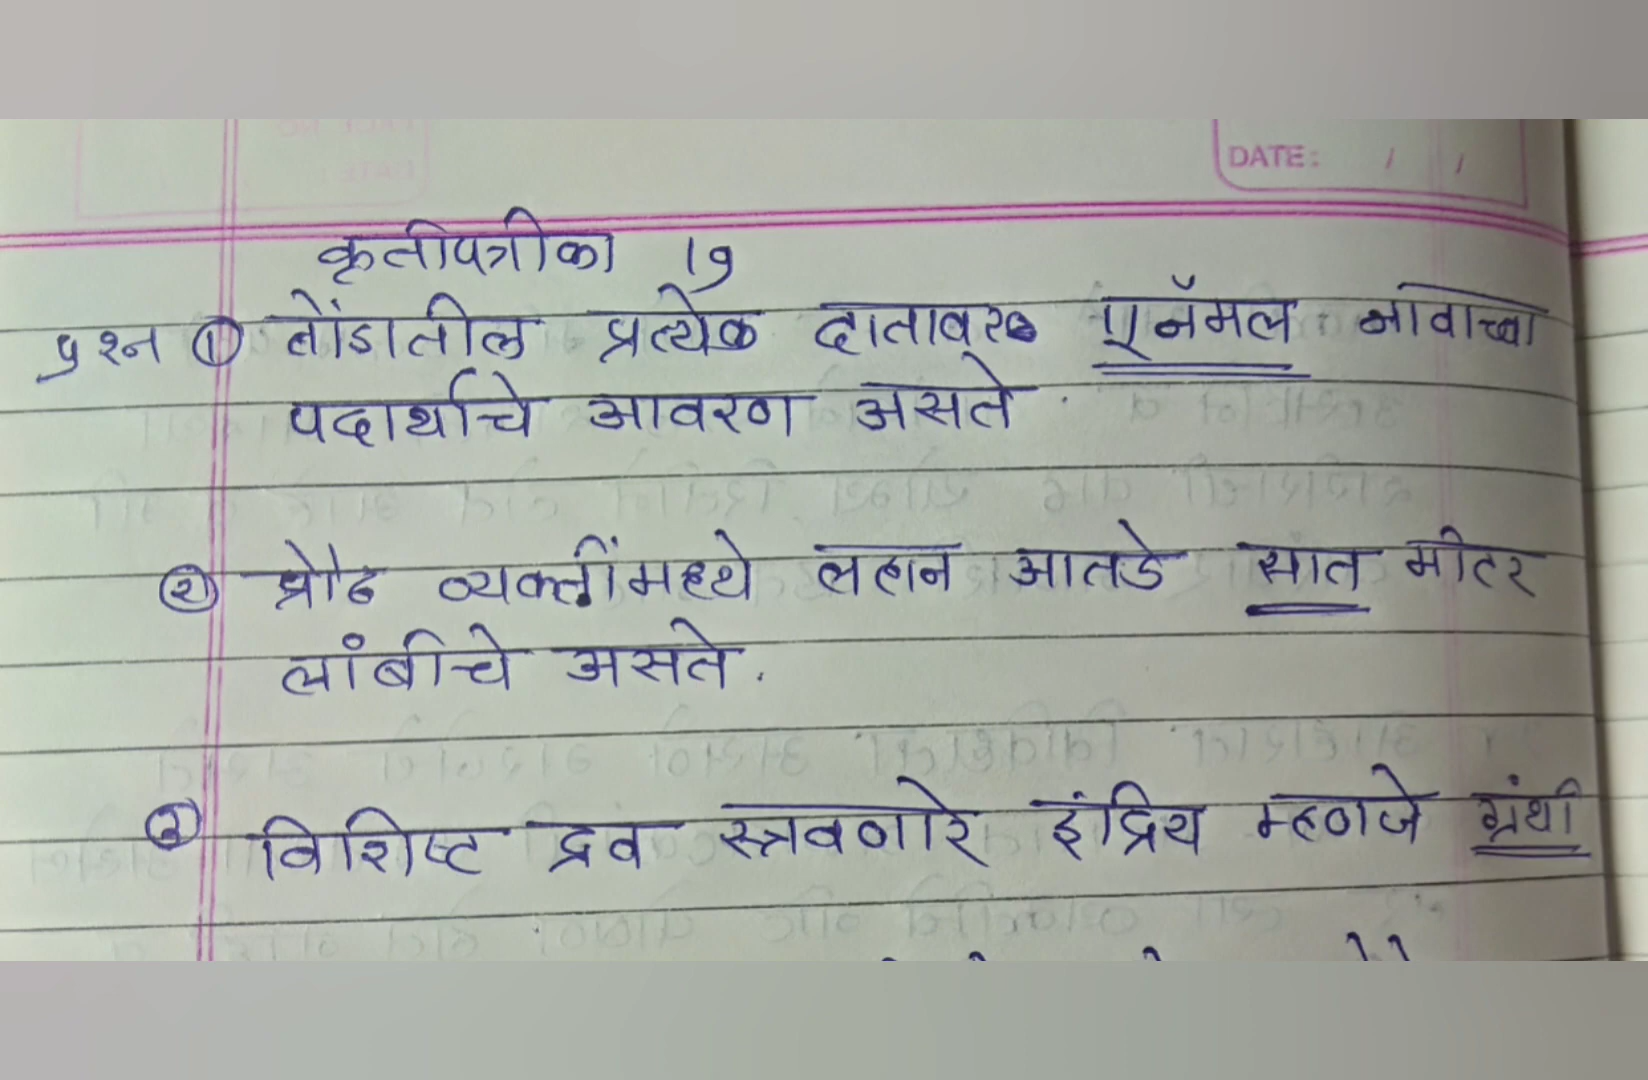 DATE: / /
कृतीपत्रीका १७
प्रश्न ① तोंडातील प्रत्येक दातावर एनॅमल नावाच्या
पदार्थाचे आवरण असते.
② प्रौढ व्यक्तींमध्ये लहान आतडे सात मीटर
लांबीचे असते.
③ विशिष्ट द्रव स्त्रवणारे इंद्रिय म्हणजे ग्रंथी